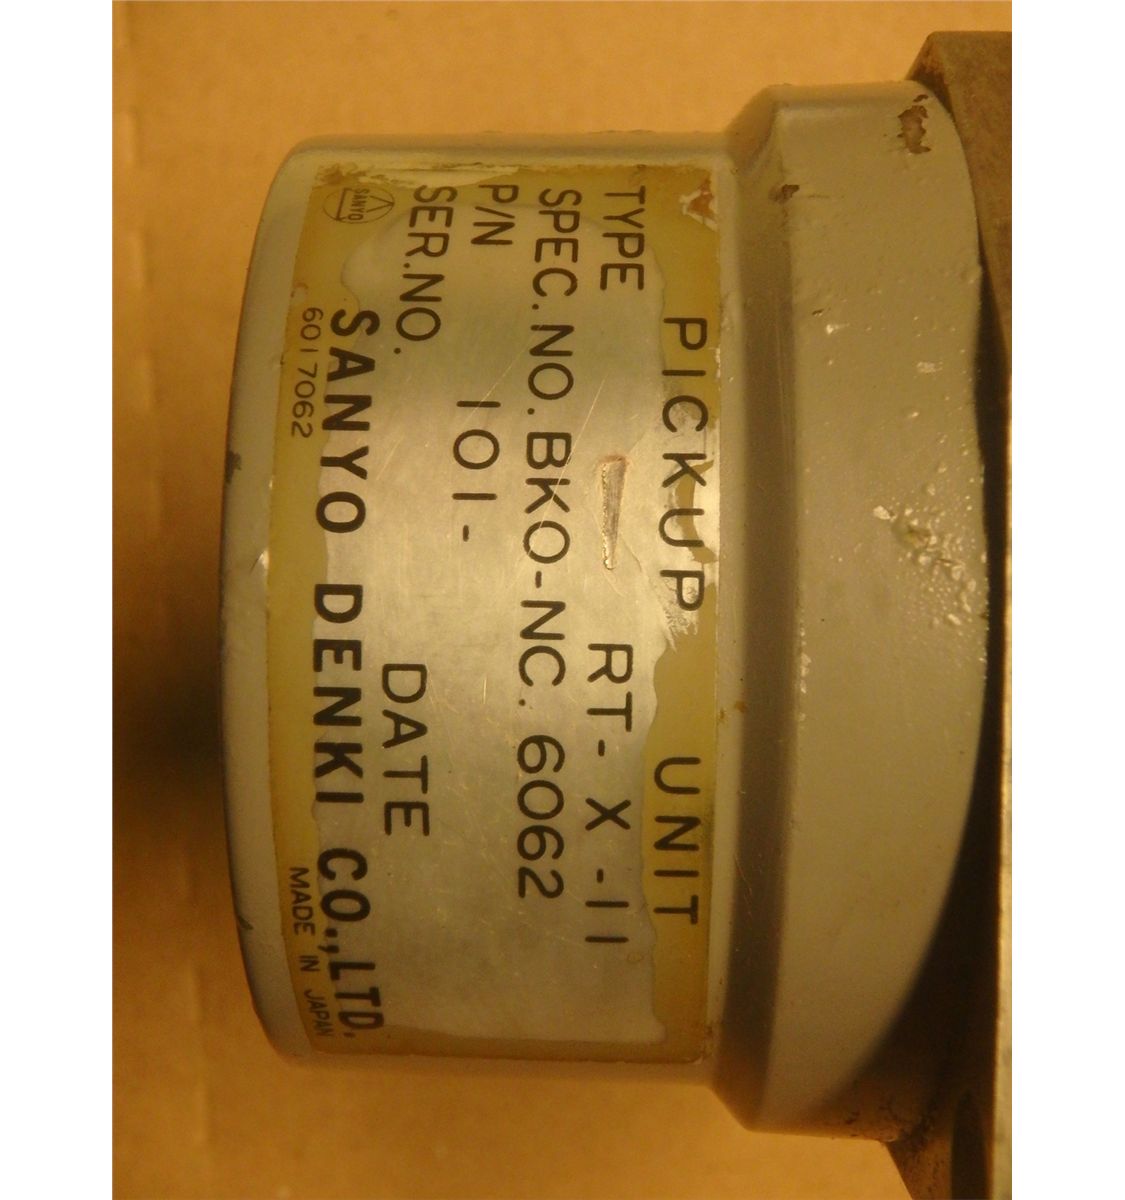 PICKUP UNIT
TYPE RT-X-11
SPEC.NO.BKO-NC.6062
P/N 101-
SER.NO. DATE
SANYO
SANYO DENKI CO.,LTD.
6017062 MADE IN JAPAN